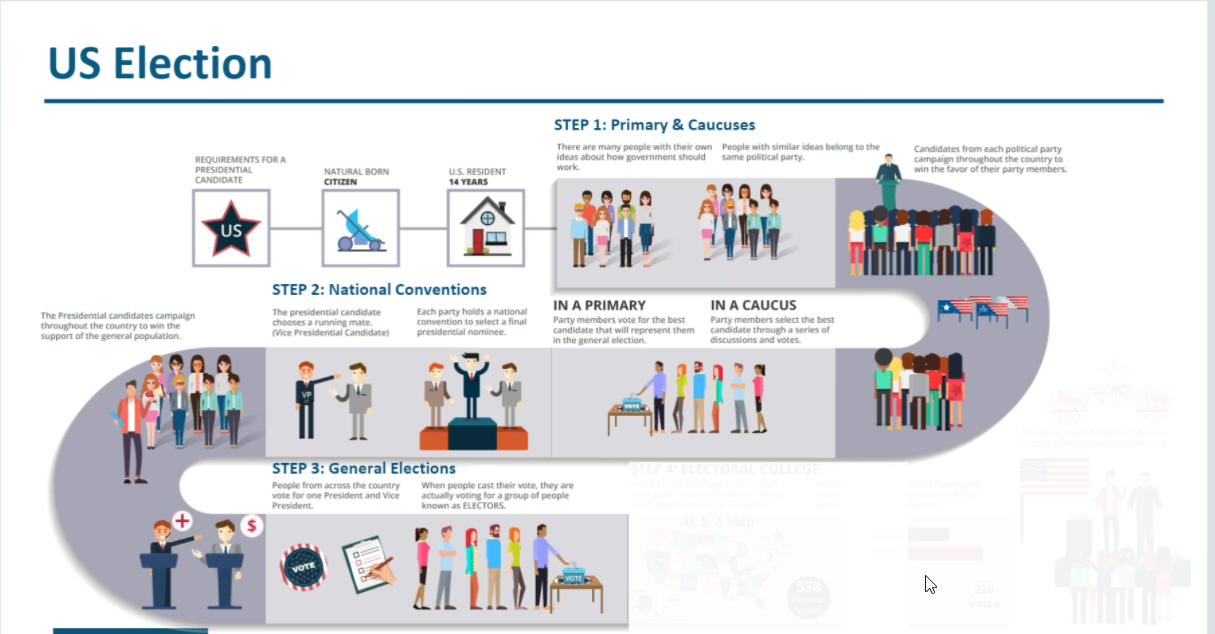 US Election
STEP 1: Primary & Caucuses
There are many people with their own
ideas about how government should
work.
People with similar ideas belong to the
same political party.
Candidates from each political party
campaign throughout the country to
win the favor of their party members.
REQUIREMENTS FOR A
PRESIDENTIAL
CANDIDATE
NATURAL BORN
CITIZEN
U.S. RESIDENT
14 YEARS
US
STEP 2: National Conventions
The presidential candidate
chooses a running mate.
(Vice Presidential Candidate)
Each party holds a national
convention to select a final
presidential nominee.
IN A PRIMARY
Party members vote for the best
candidate that will represent them
in the general election.
IN A CAUCUS
Party members select the best
candidate through a series of
discussions and votes.
The Presidential candidates campaign
throughout the country to win the
support of the general population.
VP
VOTE
STEP 3: General Elections
People from across the country
vote for one President and Vice
President.
When people cast their vote, they are
actually voting for a group of people
known as ELECTORS.
STEP 4: ELECTORAL COLLEGE
U. S. A Map
538
270
Votes
$
VOTE
VOTE